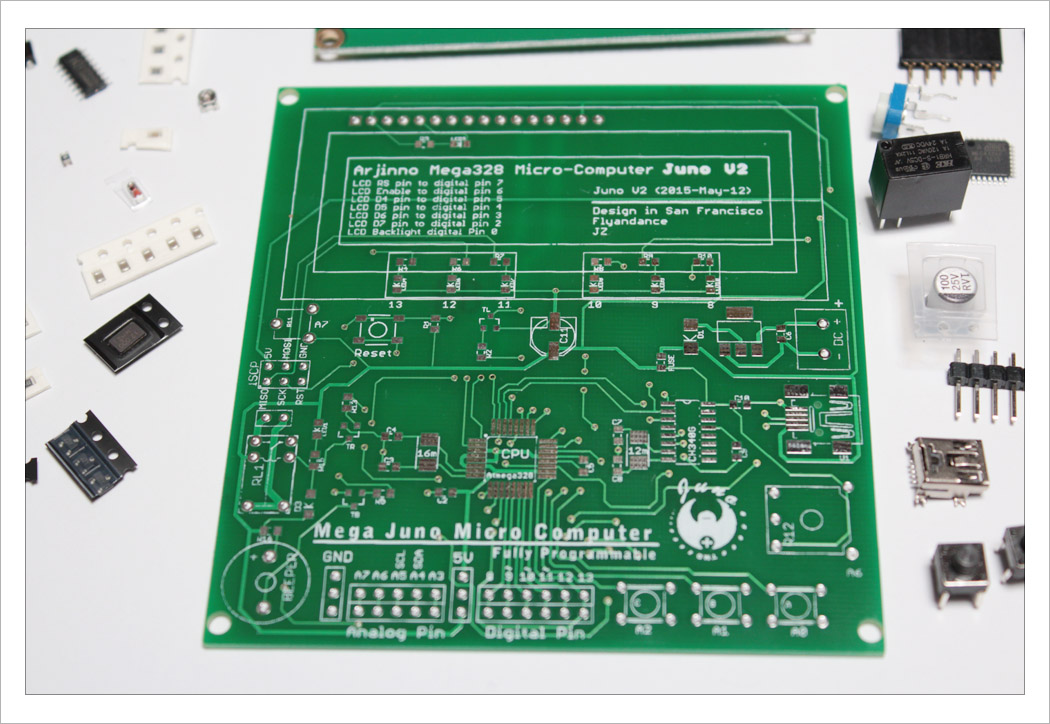 Arjinno Mega328 Micro-Computer Juno V2
LCD RS pin to digital pin 7
LCD Enable to digital pin 6
LCD D4 pin to digital pin 5
LCD D5 pin to digital pin 4
LCD D6 pin to digital pin 3
LCD D7 pin to digital pin 2
LCD Backlight digital Pin 0
Juno V2 (2015-May-12)
Design in San Francisco
Flyandance
JZ
13 12 11 10 9 8
A7
Reset
C11
D1
C6
+
DC
+
-
FUSE
iSCP
5V
MOSI
GND
MISO
SCK
RST
RL1
16m
CPU
Atmega328
12m
CH340G
R12
A6
Juno
Mega Juno Micro Computer
Fully Programmable
BEEPER
+
GND
SCL
SDA
5V
A7 A6 A5 A4 A3
8 9 10 11 12 13
Analog Pin
Digital Pin
A2
A1
A0
100
25V
RVT